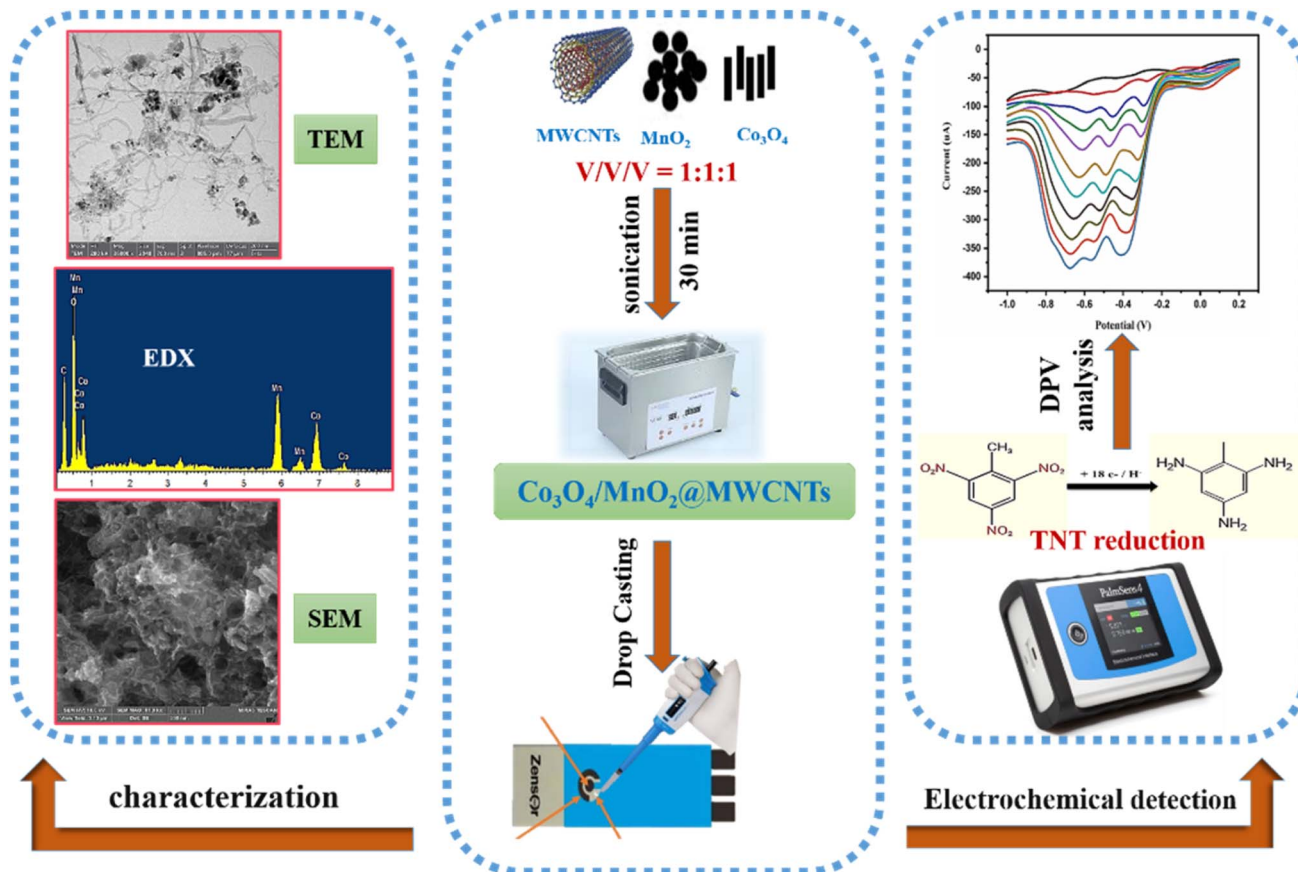 TEM
Mn
Mn
O
C
Co
Co
Co
EDX
Mn
Mn
Co
Co
1
2
3
4
5
6
7
8
SEM
characterization
MWCNTs
MnO₂
Co₃O₄
V/V/V = 1:1:1
sonication
30 min
Co₃O₄/MnO₂@MWCNTs
Drop Casting
Zensor
0
-50
-100
-150
-200
-250
-300
-350
-400
Current (uA)
-1.0
-0.8
-0.6
-0.4
-0.2
0.0
0.2
Potential (V)
DPV
analysis
CH₃
O₂N
NO₂
NO₂
+ 18 e- / H⁺
H₂N
NH₂
NH₂
TNT reduction
PalmSens4
Electrochemical detection